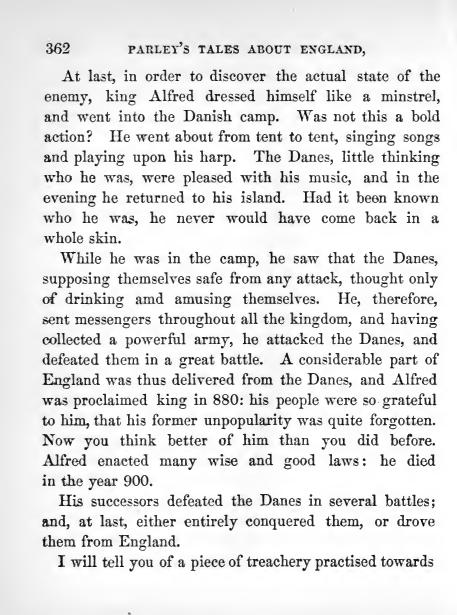 362 PARLEY'S TALES ABOUT ENGLAND,
At last, in order to discover the actual state of the
enemy, king Alfred dressed himself like a minstrel,
and went into the Danish camp. Was not this a bold
action? He went about from tent to tent, singing songs
and playing upon his harp. The Danes, little thinking
who he was, were pleased with his music, and in the
evening he returned to his island. Had it been known
who he was, he never would have come back in a
whole skin.
While he was in the camp, he saw that the Danes,
supposing themselves safe from any attack, thought only
of drinking amd amusing themselves. He, therefore,
sent messengers throughout all the kingdom, and having
collected a powerful army, he attacked the Danes, and
defeated them in a great battle. A considerable part of
England was thus delivered from the Danes, and Alfred
was proclaimed king in 880: his people were so grateful
to him, that his former unpopularity was quite forgotten.
Now you think better of him than you did before.
Alfred enacted many wise and good laws: he died
in the year 900.
His successors defeated the Danes in several battles;
and, at last, either entirely conquered them, or drove
them from England.
I will tell you of a piece of treachery practised towards